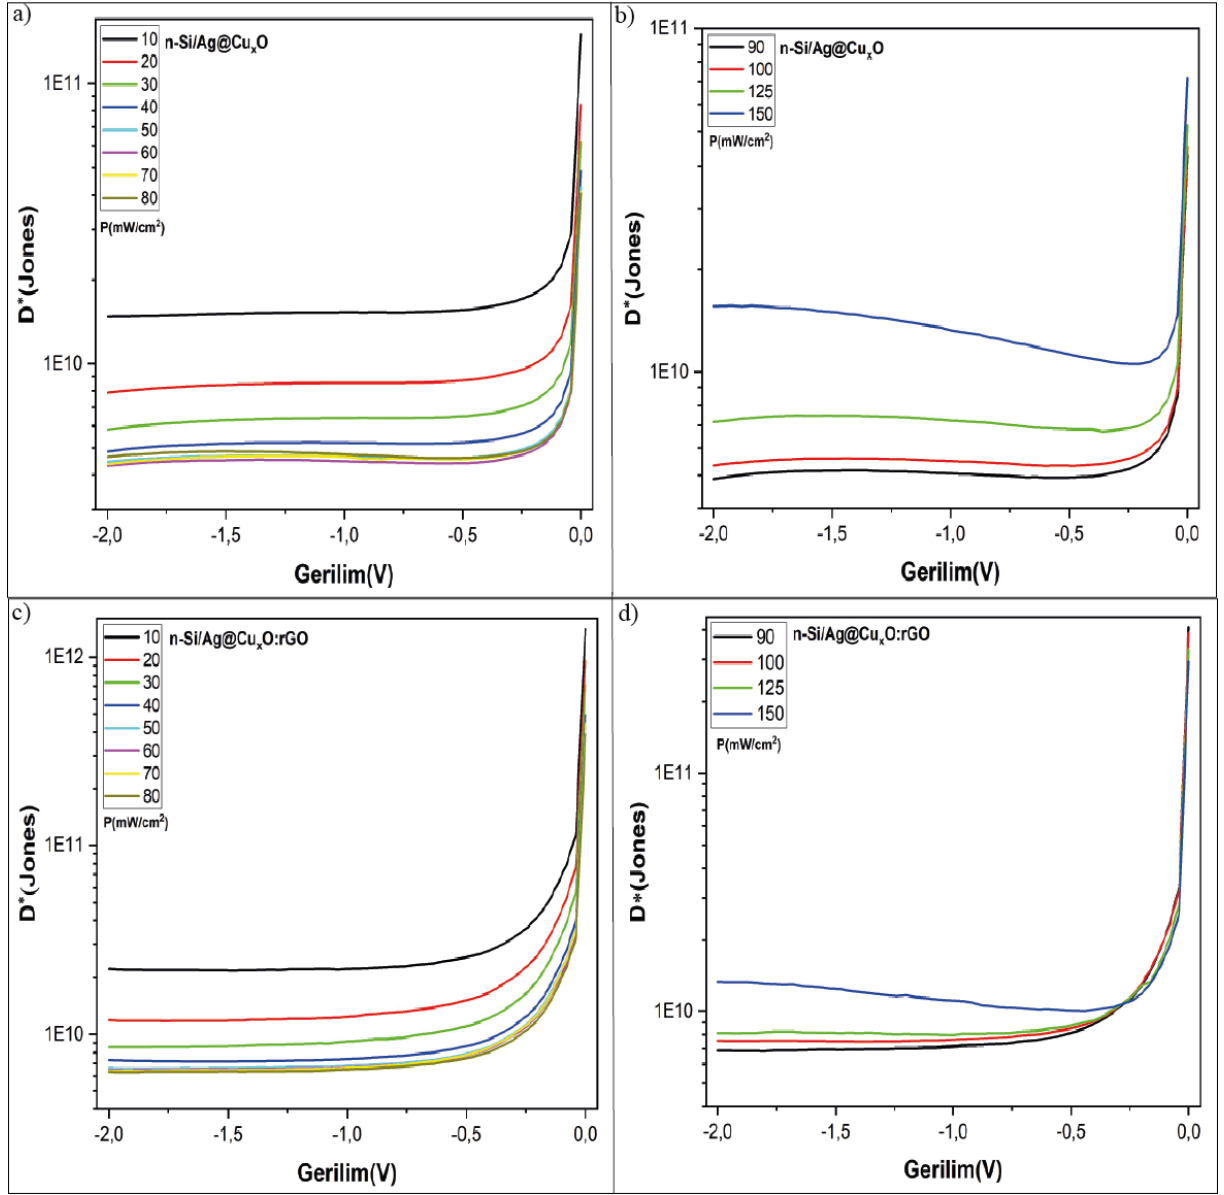 a)
10 n-Si/Ag@CuₓO
20
30
40
50
60
70
80
P(mW/cm²)
1E11
1E10
D*(Jones)
-2,0 -1,5 -1,0 -0,5 0,0
Gerilim(V)
b)
90 n-Si/Ag@CuₓO
100
125
150
P(mW/cm²)
1E11
1E10
D*(Jones)
-2,0 -1,5 -1,0 -0,5 0,0
Gerilim(V)
c)
10 n-Si/Ag@CuₓO:rGO
20
30
40
50
60
70
80
P(mW/cm²)
1E12
1E11
1E10
D*(Jones)
-2,0 -1,5 -1,0 -0,5 0,0
Gerilim(V)
d)
90 n-Si/Ag@CuₓO:rGO
100
125
150
P(mW/cm²)
1E11
1E10
D*(Jones)
-2,0 -1,5 -1,0 -0,5 0,0
Gerilim(V)